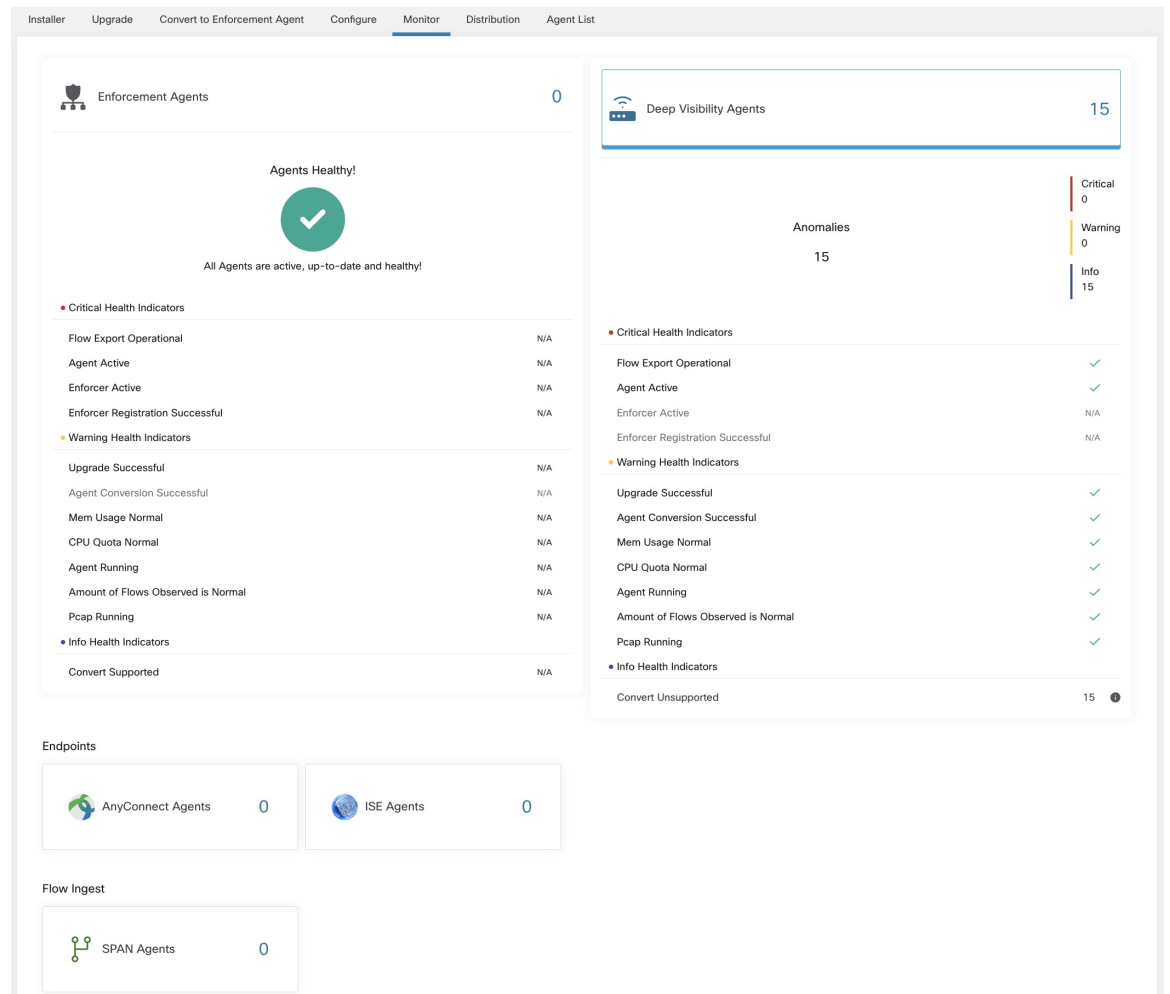 Installer Upgrade Convert to Enforcement Agent Configure Monitor Distribution Agent List
Enforcement Agents 0
Agents Healthy!
All Agents are active, up-to-date and healthy!
Critical Health Indicators
Flow Export Operational N/A
Agent Active N/A
Enforcer Active N/A
Enforcer Registration Successful N/A
Warning Health Indicators
Upgrade Successful N/A
Agent Conversion Successful N/A
Mem Usage Normal N/A
CPU Quota Normal N/A
Agent Running N/A
Amount of Flows Observed is Normal N/A
Pcap Running N/A
Info Health Indicators
Convert Supported N/A
Deep Visibility Agents 15
Anomalies
15
Critical
0
Warning
0
Info
15
Critical Health Indicators
Flow Export Operational
Agent Active
Enforcer Active N/A
Enforcer Registration Successful N/A
Warning Health Indicators
Upgrade Successful
Agent Conversion Successful
Mem Usage Normal
CPU Quota Normal
Agent Running
Amount of Flows Observed is Normal
Pcap Running
Info Health Indicators
Convert Unsupported 15
Endpoints
AnyConnect Agents 0
ISE Agents 0
Flow Ingest
SPAN Agents 0